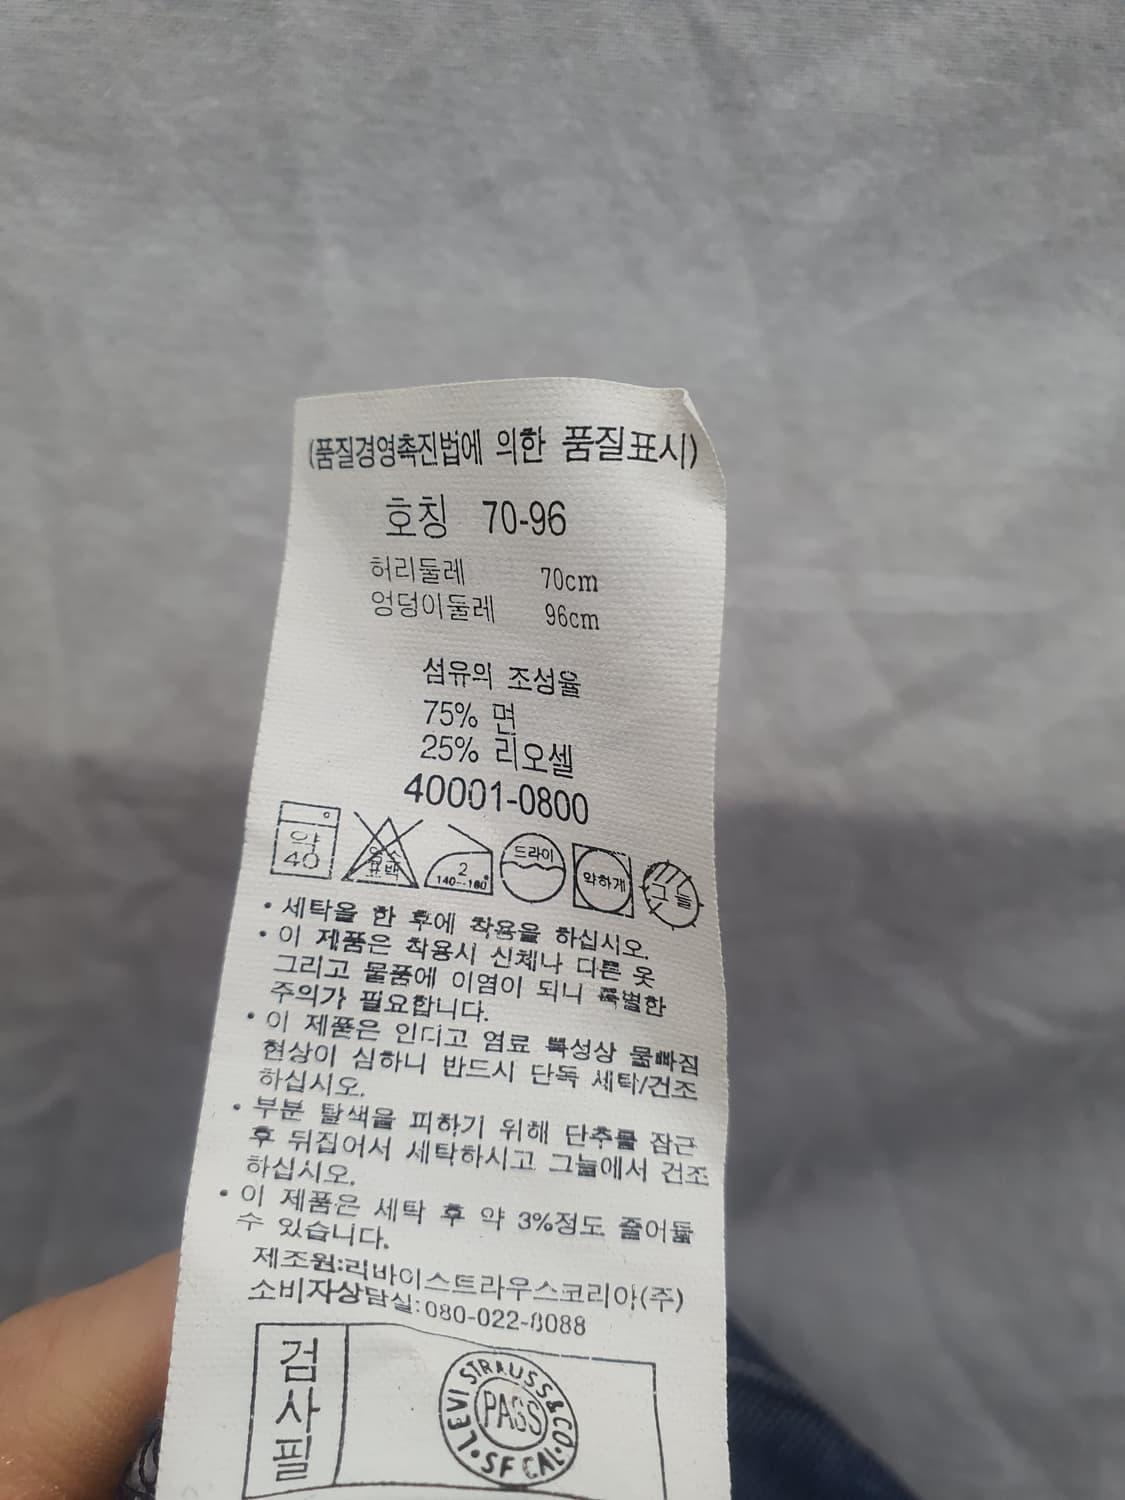 (품질경영촉진법에 의한 품질표시)
호칭 70-96
허리둘레 70cm
엉덩이둘레 96cm
섬유의 조성율
75% 면
25% 리오셀
40001-0800
약 40
염소 표백
2 140~160°
드라이
약하게
그늘
• 세탁을 한 후에 착용을 하십시오.
• 이 제품은 착용시 신체나 다른 옷
그리고 물품에 이염이 되니 특별한
주의가 필요합니다.
• 이 제품은 인디고 염료 특성상 물빠짐
현상이 심하니 반드시 단독 세탁/건조
하십시오.
• 부분 탈색을 피하기 위해 단추를 잠근
후 뒤집어서 세탁하시고 그늘에서 건조
하십시오.
• 이 제품은 세탁 후 약 3%정도 줄어들
수 있습니다.
제조원:리바이스트라우스코리아(주)
소비자상담실:080-022-8088
검사필
LEVI STRAUSS & CO. SF CAL.
PASS